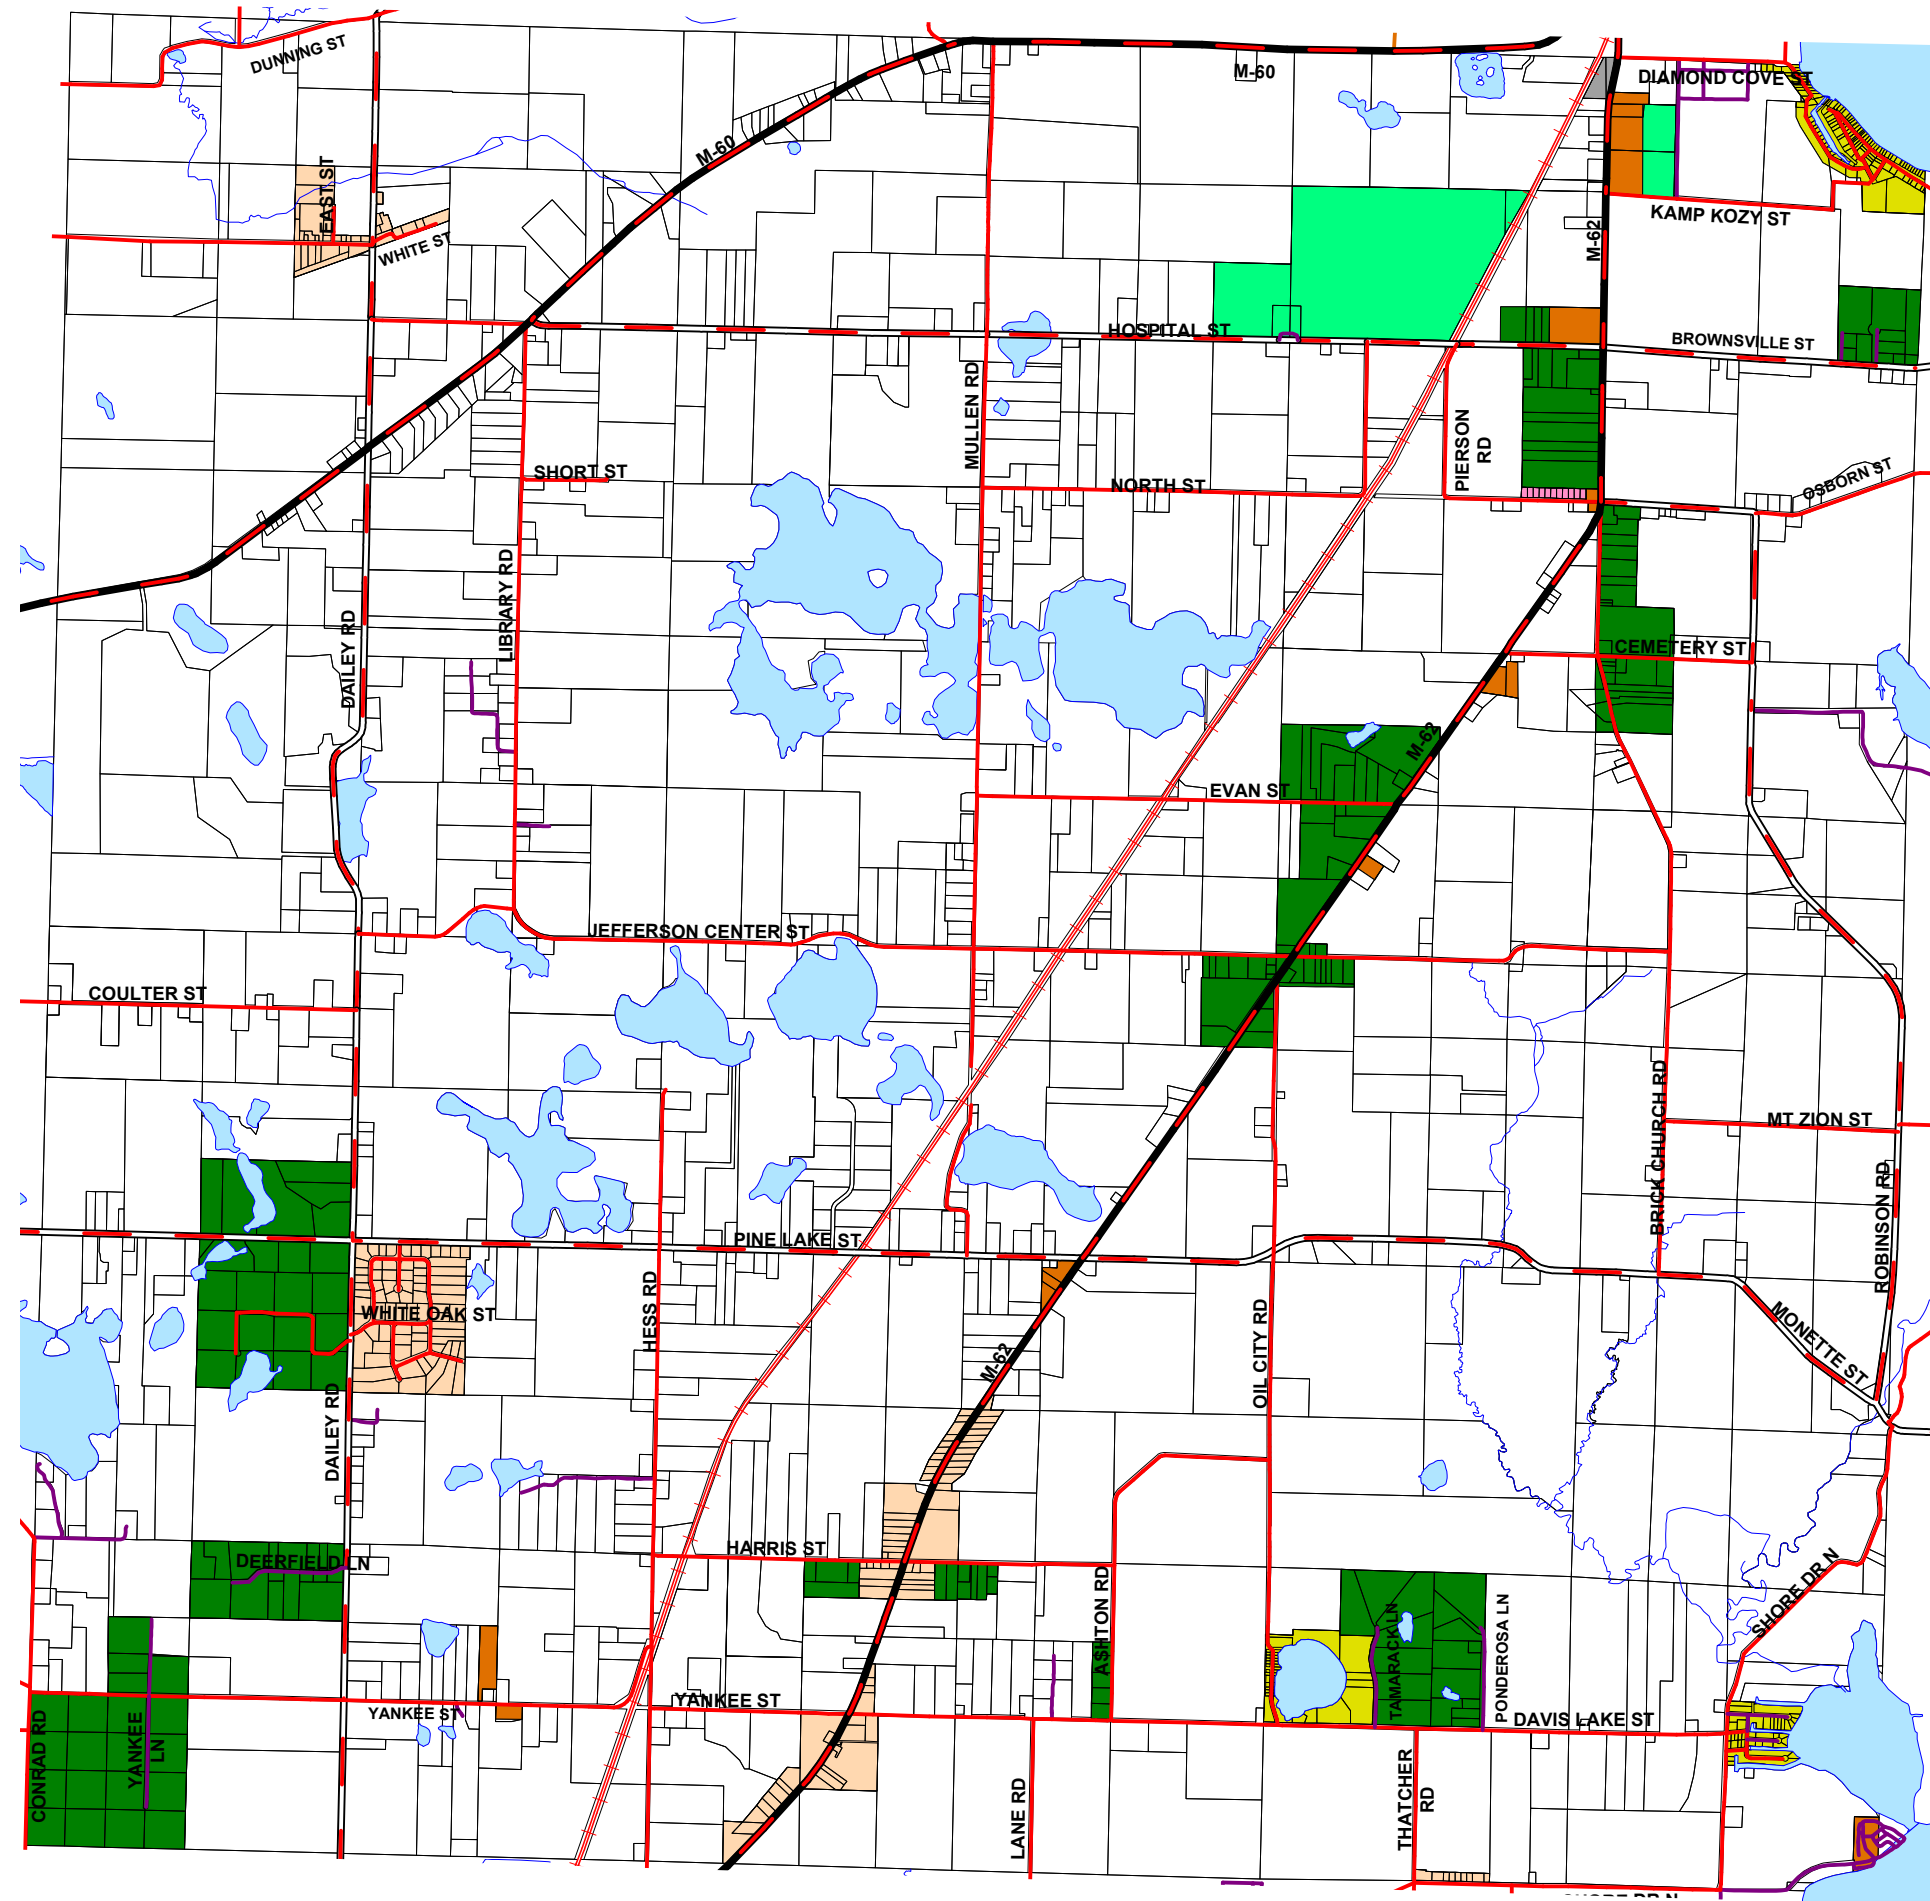 DUNNING ST
M-60
M-60
DIAMOND COVE ST
EAST ST
WHITE ST
KAMP KOZY ST
M-62
HOSPITAL ST
BROWNSVILLE ST
MULLEN RD
PIERSON
RD
SHORT ST
NORTH ST
OSBORN ST
LIBRARY RD
DAILEY RD
CEMETERY ST
M-62
EVAN ST
JEFFERSON CENTER ST
COULTER ST
MT ZION ST
BRICK CHURCH RD
ROBINSON RD
PINE LAKE ST
WHITE OAK ST
HESS RD
OIL CITY RD
MONETTE ST
M-62
DAILEY RD
HARRIS ST
DEERFIELD LN
ASHTON RD
SHORE DR N
TAMARACK LN
PONDEROSA LN
YANKEE ST
YANKEE ST
DAVIS LAKE ST
CONRAD RD
YANKEE
LN
LANE RD
THATCHER
RD
SHORE DR N